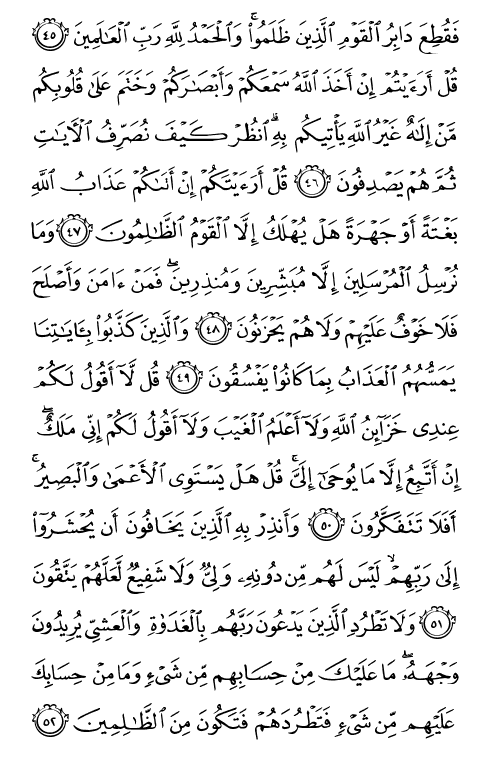 فَقُطِعَ دَابِرُ ٱلْقَوْمِ ٱلَّذِينَ ظَلَمُوا۟ ۚ وَٱلْحَمْدُ لِلَّهِ رَبِّ ٱلْعَٰلَمِينَ ٤٥
قُلْ أَرَءَيْتُمْ إِنْ أَخَذَ ٱللَّهُ سَمْعَكُمْ وَأَبْصَٰرَكُمْ وَخَتَمَ عَلَىٰ قُلُوبِكُم
مَّنْ إِلَٰهٌ غَيْرُ ٱللَّهِ يَأْتِيكُم بِهِ ۗ ٱنظُرْ كَيْفَ نُصَرِّفُ ٱلْءَايَٰتِ
ثُمَّ هُمْ يَصْدِفُونَ ٤٦ قُلْ أَرَءَيْتَكُمْ إِنْ أَتَىٰكُمْ عَذَابُ ٱللَّهِ
بَغْتَةً أَوْ جَهْرَةً هَلْ يُهْلَكُ إِلَّا ٱلْقَوْمُ ٱلظَّٰلِمُونَ ٤٧ وَمَا
نُرْسِلُ ٱلْمُرْسَلِينَ إِلَّا مُبَشِّرِينَ وَمُنذِرِينَ ۖ فَمَنْ ءَامَنَ وَأَصْلَحَ
فَلَا خَوْفٌ عَلَيْهِمْ وَلَا هُمْ يَحْزَنُونَ ٤٨ وَٱلَّذِينَ كَذَّبُوا۟ بِـَٔايَٰتِنَا
يَمَسُّهُمُ ٱلْعَذَابُ بِمَا كَانُوا۟ يَفْسُقُونَ ٤٩ قُل لَّآ أَقُولُ لَكُمْ
عِندِى خَزَآئِنُ ٱللَّهِ وَلَآ أَعْلَمُ ٱلْغَيْبَ وَلَآ أَقُولُ لَكُمْ إِنِّى مَلَكٌ ۖ
إِنْ أَتَّبِعُ إِلَّا مَا يُوحَىٰٓ إِلَىَّ ۚ قُلْ هَلْ يَسْتَوِى ٱلْأَعْمَىٰ وَٱلْبَصِيرُ ۚ
أَفَلَا تَتَفَكَّرُونَ ٥٠ وَأَنذِرْ بِهِ ٱلَّذِينَ يَخَافُونَ أَن يُحْشَرُوٓا۟
إِلَىٰ رَبِّهِمْ ۙ لَيْسَ لَهُم مِّن دُونِهِۦ وَلِىٌّ وَلَا شَفِيعٌ لَّعَلَّهُمْ يَتَّقُونَ
٥١ وَلَا تَطْرُدِ ٱلَّذِينَ يَدْعُونَ رَبَّهُم بِٱلْغَدَوٰةِ وَٱلْعَشِىِّ يُرِيدُونَ
وَجْهَهُۥ ۖ مَا عَلَيْكَ مِنْ حِسَابِهِم مِّن شَىْءٍ وَمَا مِنْ حِسَابِكَ
عَلَيْهِم مِّن شَىْءٍ فَتَطْرُدَهُمْ فَتَكُونَ مِنَ ٱلظَّٰلِمِينَ ٥٢